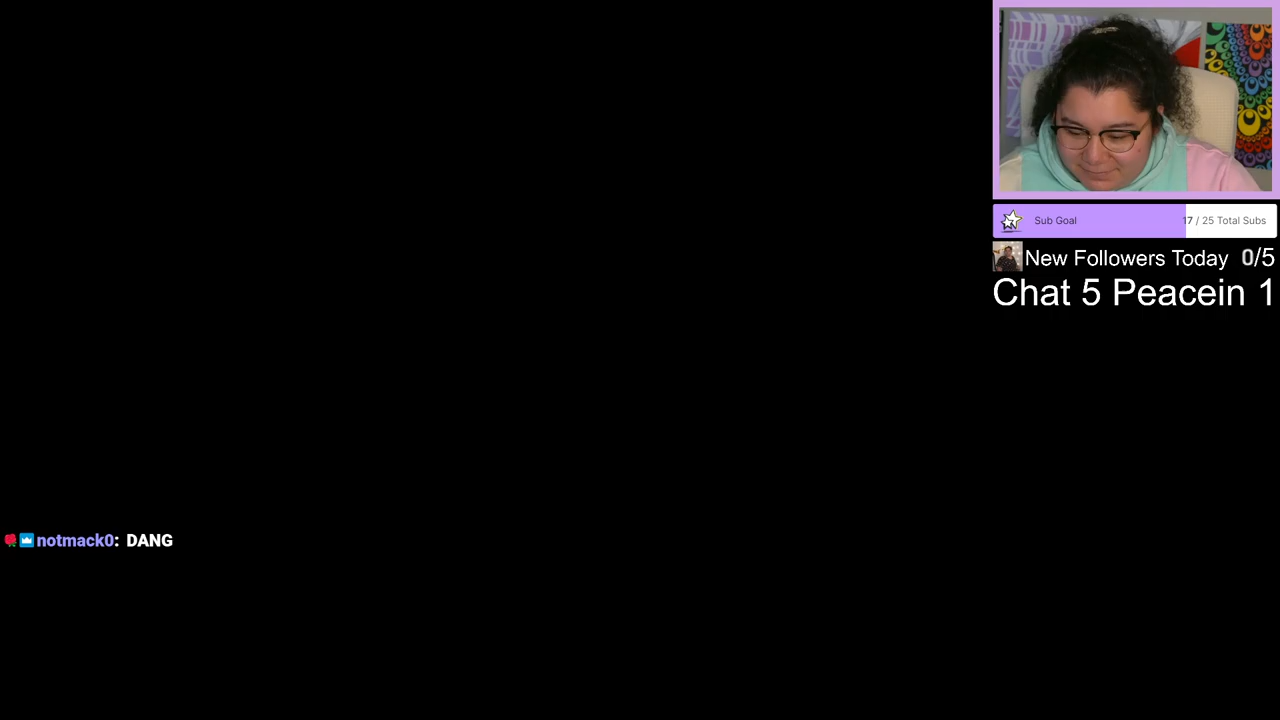 Sub Goal 17 / 25 Total Subs
New Followers Today 0/5
Chat 5 Peacein 1
notmack0: DANG